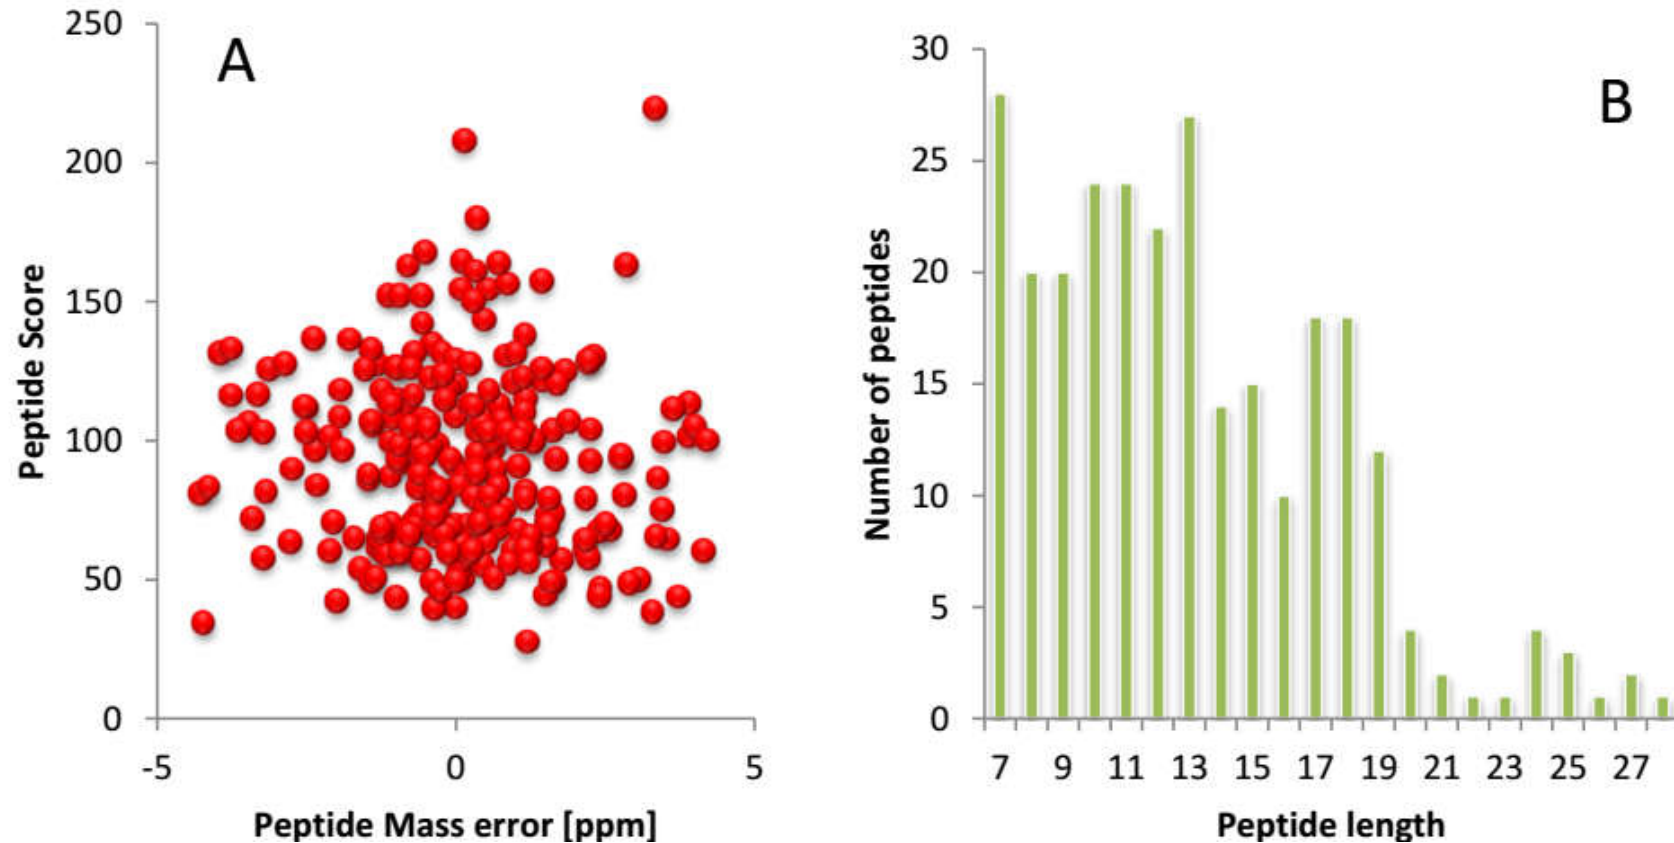 A
250
200
150
100
50
0
-5 0 5
Peptide Score
Peptide Mass error [ppm]
B
30
25
20
15
10
5
0
7 9 11 13 15 17 19 21 23 25 27
Number of peptides
Peptide length